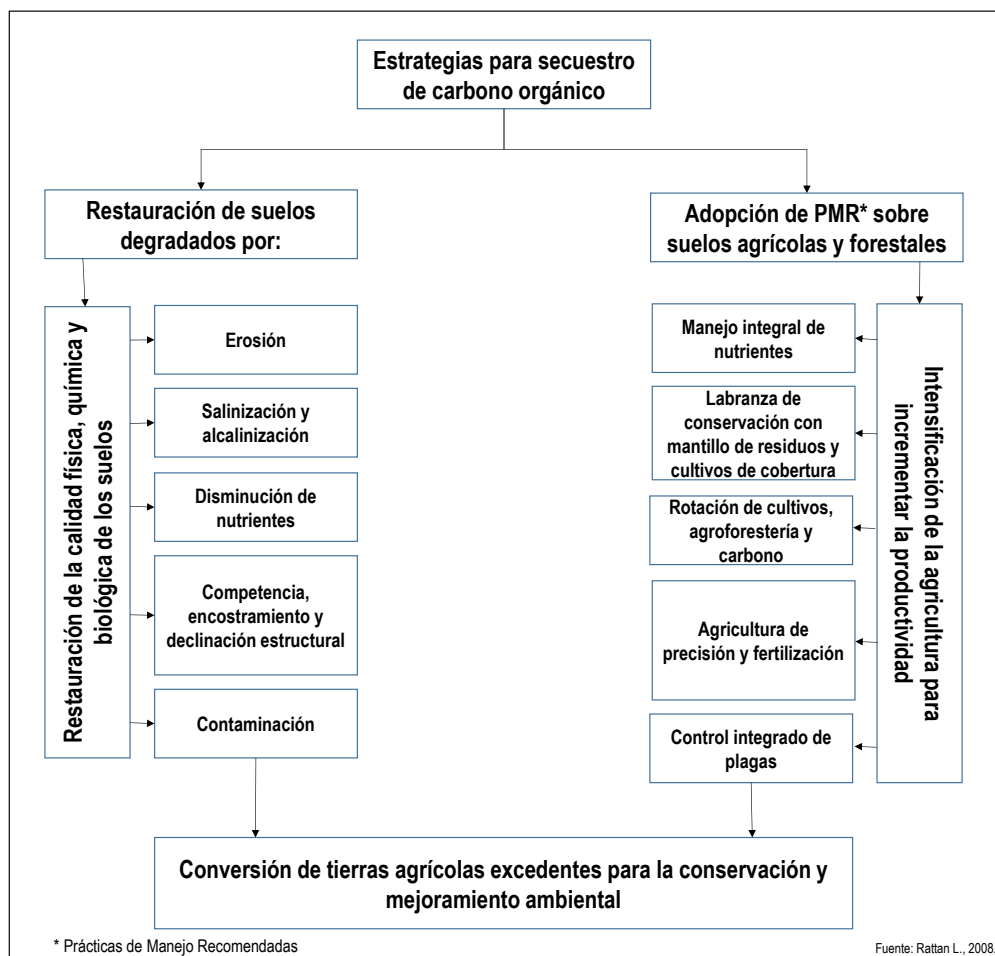 Estrategias para secuestro
de carbono orgánico
Restauración de suelos
degradados por:
Adopción de PMR* sobre
suelos agrícolas y forestales
Restauración de la calidad física, química y
biológica de los suelos
Erosión
Salinización y
alcalinización
Disminución de
nutrientes
Competencia,
encostramiento y
declinación estructural
Contaminación
Manejo integral de
nutrientes
Labranza de
conservación con
mantillo de residuos y
cultivos de cobertura
Rotación de cultivos,
agroforestería y
carbono
Agricultura de
precisión y fertilización
Control integrado de
plagas
Intensificación de la agricultura para
incrementar la productividad
Conversión de tierras agrícolas excedentes para la conservación y
mejoramiento ambiental
* Prácticas de Manejo Recomendadas
Fuente: Rattan L., 2008.